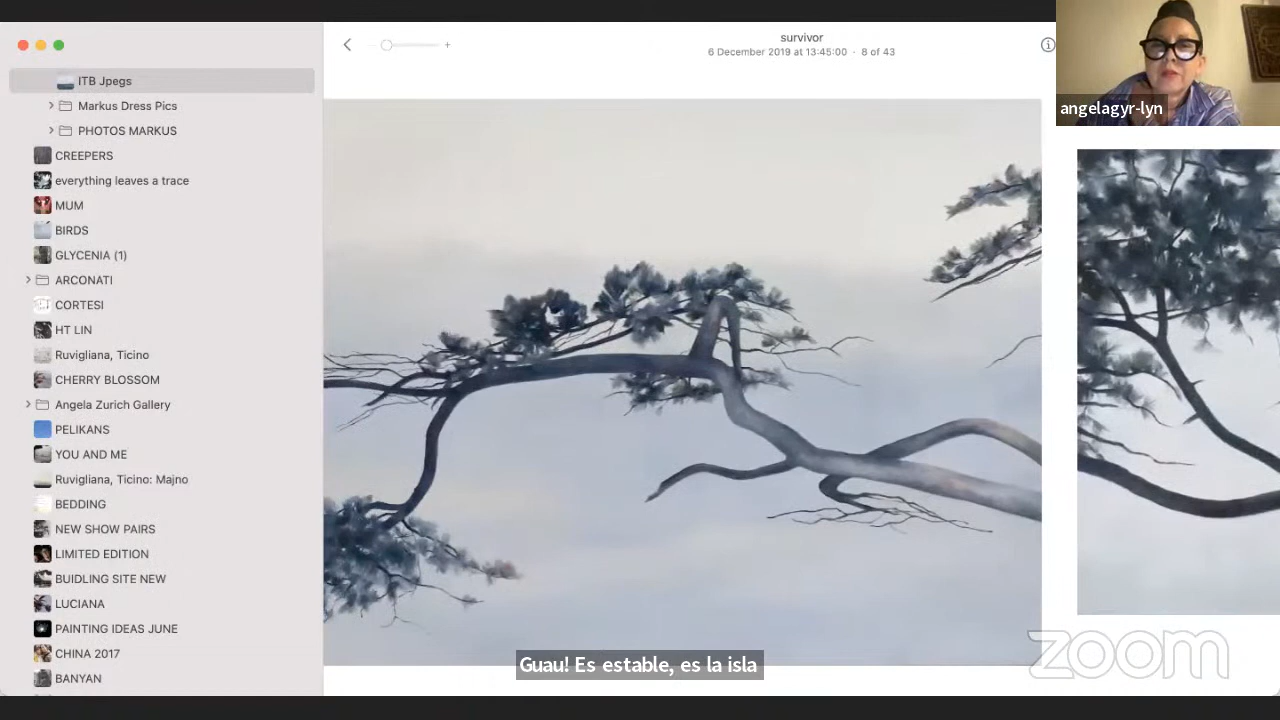 ITB Jpegs
Markus Dress Pics
PHOTOS MARKUS
CREEPERS
everything leaves a trace
MUM
BIRDS
GLYCENIA (1)
ARCONATI
CORTESI
HT LIN
Ruvigliana, Ticino
CHERRY BLOSSOM
Angela Zurich Gallery
PELIKANS
YOU AND ME
Ruvigliana, Ticino: Majno
BEDDING
NEW SHOW PAIRS
LIMITED EDITION
BUIDLING SITE NEW
LUCIANA
PAINTING IDEAS JUNE
CHINA 2017
BANYAN
survivor
6 December 2019 at 13:45:00 · 8 of 43
angelagyr-lyn
Guau! Es estable, es la isla
zoom